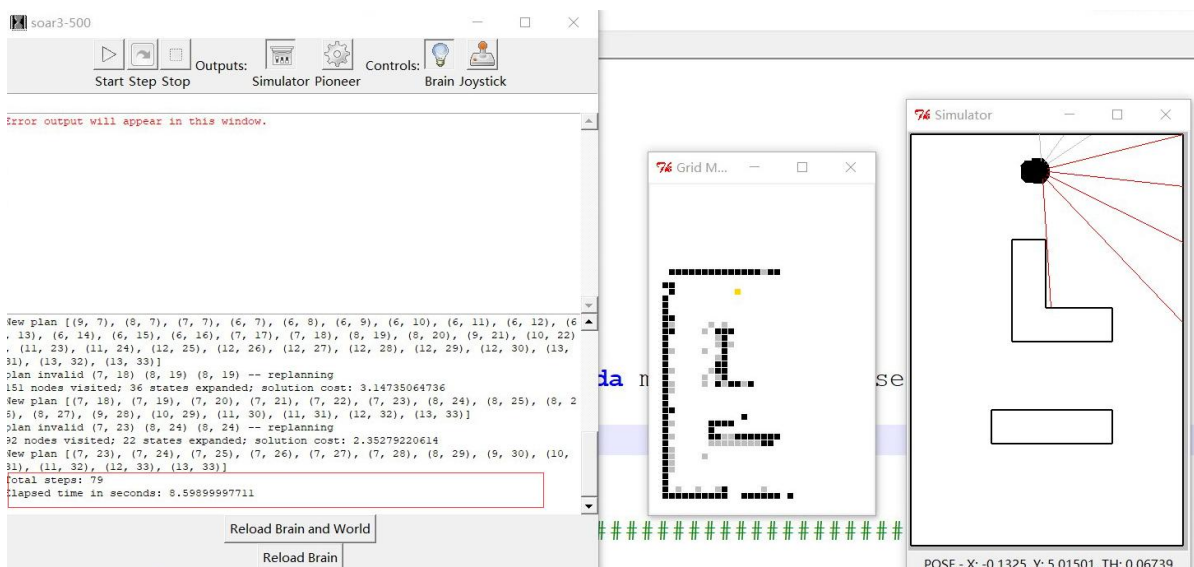 soar3-500
Outputs:
Controls:
Start Step Stop
Simulator Pioneer
Brain Joystick
Error output will appear in this window.
New plan [(9, 7), (8, 7), (7, 7), (6, 7), (6, 8), (6, 9), (6, 10), (6, 11), (6, 12), (6
, 13), (6, 14), (6, 15), (6, 16), (7, 17), (7, 18), (8, 19), (8, 20), (9, 21), (10, 22)
, (11, 23), (11, 24), (12, 25), (12, 26), (12, 27), (12, 28), (12, 29), (12, 30), (13,
31), (13, 32), (13, 33)]
plan invalid (7, 18) (8, 19) (8, 19) -- replanning
151 nodes visited; 36 states expanded; solution cost: 3.14735064736
New plan [(7, 18), (7, 19), (7, 20), (7, 21), (7, 22), (7, 23), (8, 24), (8, 25), (8, 2
6), (8, 27), (9, 28), (10, 29), (11, 30), (11, 31), (12, 32), (13, 33)]
plan invalid (7, 23) (8, 24) (8, 24) -- replanning
92 nodes visited; 22 states expanded; solution cost: 2.35279220614
New plan [(7, 23), (7, 24), (7, 25), (7, 26), (7, 27), (7, 28), (8, 29), (9, 30), (10,
31), (11, 32), (12, 33), (13, 33)]
Total steps: 79
Elapsed time in seconds: 8.59899997711
Reload Brain and World
Reload Brain
Grid M...
da m
se
######################
Simulator
POSE - X: -0.1325 Y: 5.01501 TH: 0.06739